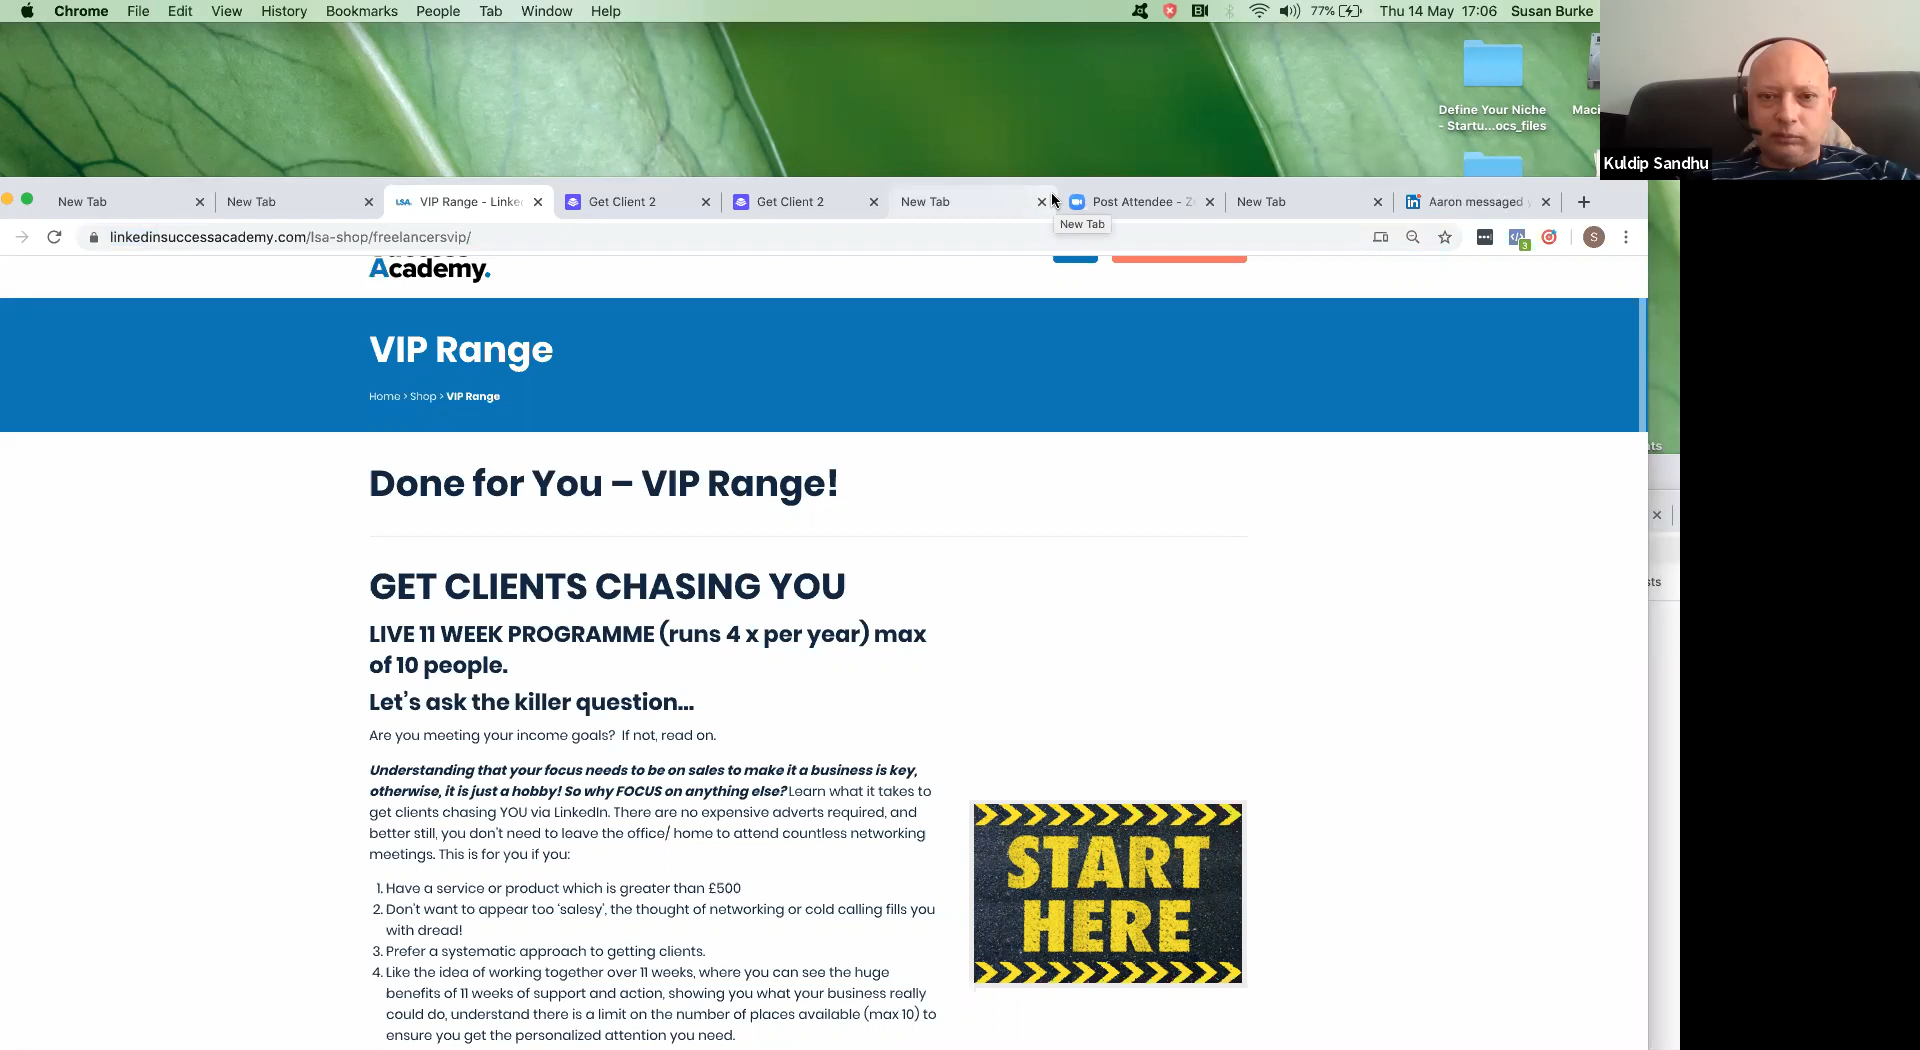 Chrome File Edit View History Bookmarks People Tab Window Help
77% Thu 14 May 17:06 Susan Burke
Define Your Niche
- Startu...ocs_files
Maci
Kuldip Sandhu
New Tab
New Tab
LSA. VIP Range - Linke
Get Client 2
Get Client 2
New Tab
Post Attendee - Z
New Tab
Aaron messaged y
New Tab
linkedinsuccessacademy.com/lsa-shop/freelancersvip/
3
S
Academy.
VIP Range
Home > Shop > VIP Range
nts
sts
Done for You – VIP Range!
GET CLIENTS CHASING YOU
LIVE 11 WEEK PROGRAMME (runs 4 x per year) max
of 10 people.
Let's ask the killer question...
Are you meeting your income goals? If not, read on.
Understanding that your focus needs to be on sales to make it a business is key,
otherwise, it is just a hobby! So why FOCUS on anything else? Learn what it takes to
get clients chasing YOU via LinkedIn. There are no expensive adverts required, and
better still, you don't need to leave the office/ home to attend countless networking
meetings. This is for you if you:
1. Have a service or product which is greater than £500
2. Don't want to appear too 'salesy', the thought of networking or cold calling fills you
with dread!
3. Prefer a systematic approach to getting clients.
4. Like the idea of working together over 11 weeks, where you can see the huge
benefits of 11 weeks of support and action, showing you what your business really
could do, understand there is a limit on the number of places available (max 10) to
ensure you get the personalized attention you need.
START
HERE